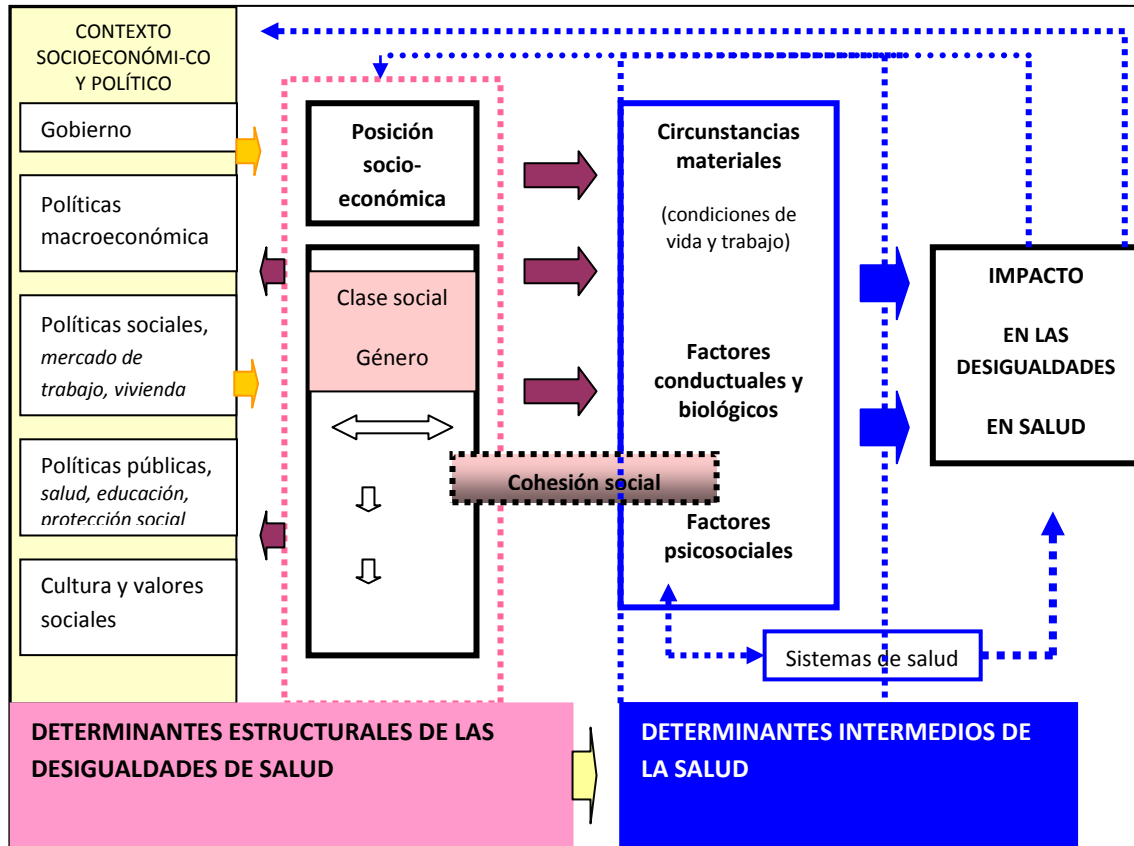 CONTEXTO
SOCIOECONÓMI-CO
Y POLÍTICO
Gobierno
Políticas
macroeconómica
Políticas sociales,
mercado de
trabajo, vivienda
Políticas públicas,
salud, educación,
protección social
Cultura y valores
sociales
Posición
socio-
económica
Clase social
Género
Cohesión social
Circunstancias
materiales
(condiciones de
vida y trabajo)
Factores
conductuales y
biológicos
Factores
psicosociales
Sistemas de salud
IMPACTO
EN LAS
DESIGUALDADES
EN SALUD
DETERMINANTES ESTRUCTURALES DE LAS
DESIGUALDADES DE SALUD
DETERMINANTES INTERMEDIOS DE
LA SALUD